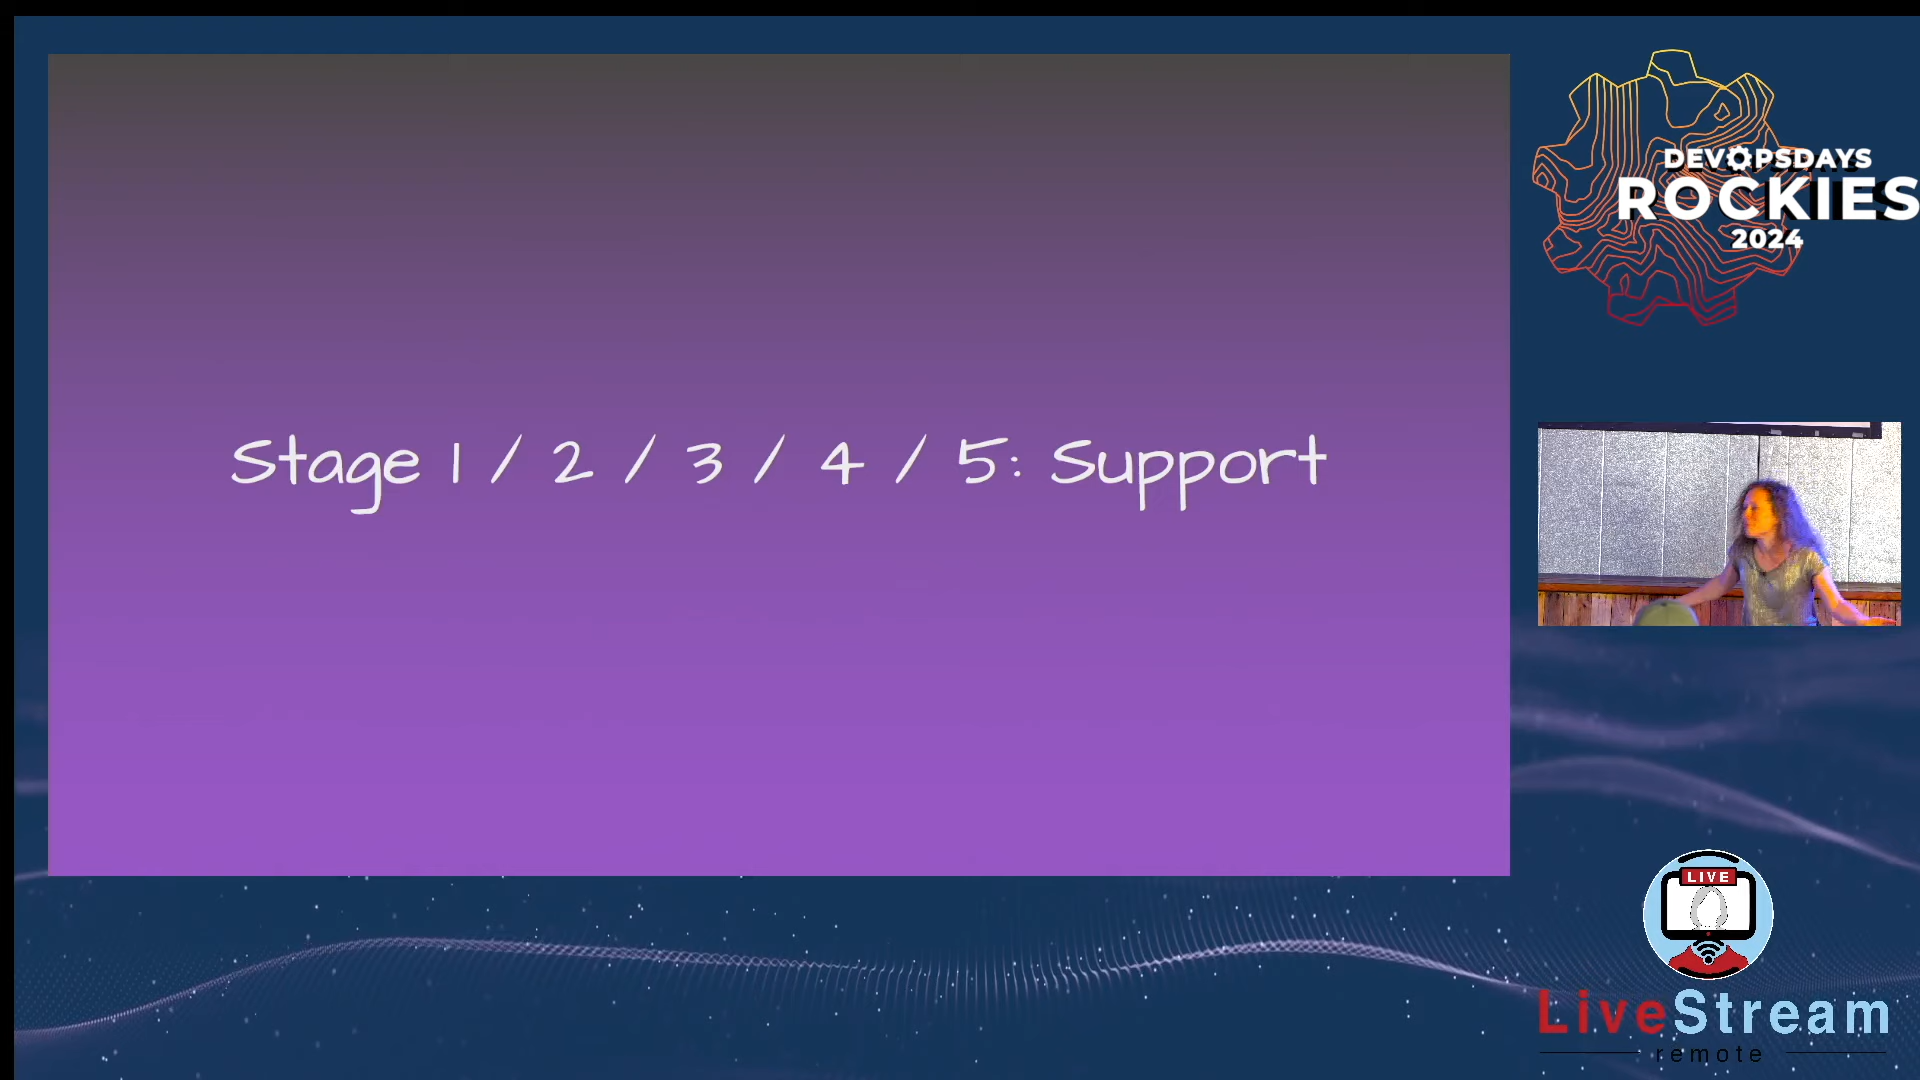 Stage 1 / 2 / 3 / 4 / 5: Support
DEVOPSDAYS
ROCKIES
2024
LIVE
LiveStream
remote